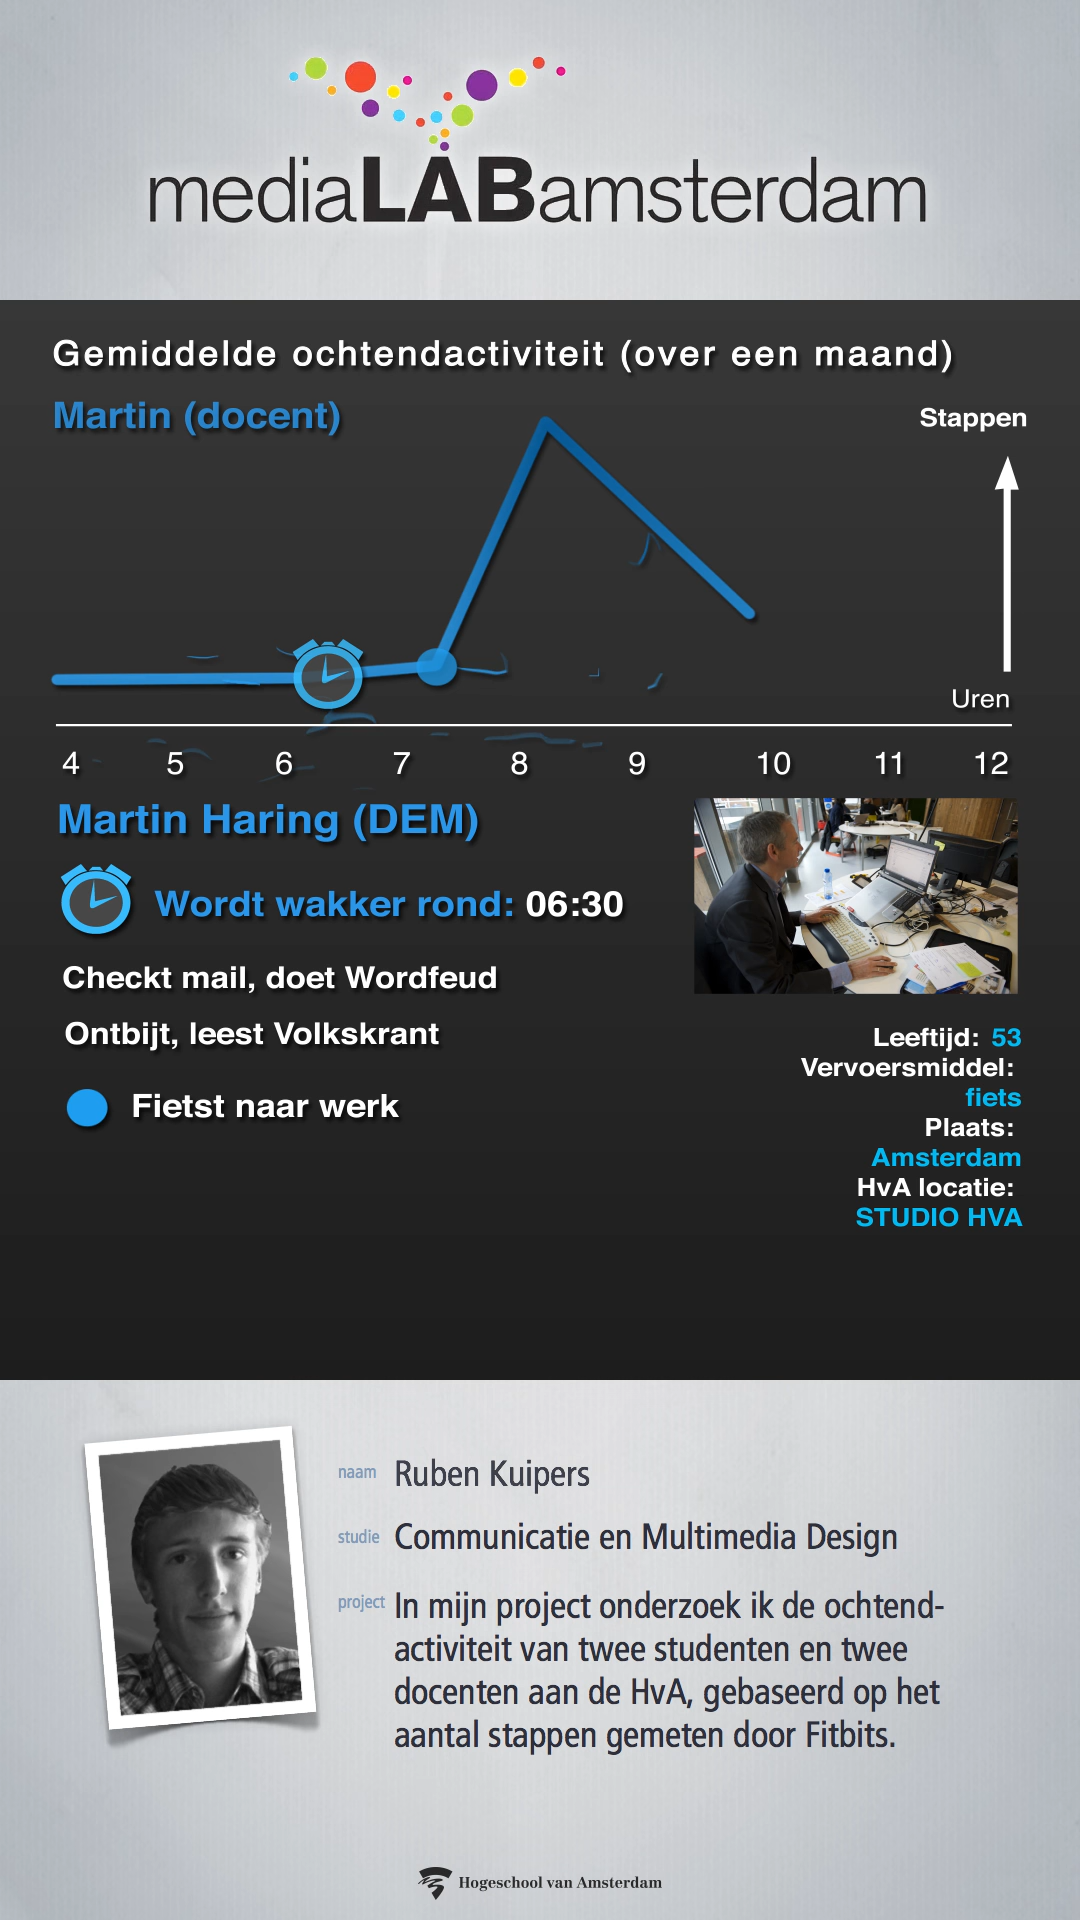 mediaLABamsterdam
Gemiddelde ochtendactiviteit (over een maand)
Martin (docent)
Stappen
Uren
4 5 6 7 8 9 10 11 12
Martin Haring (DEM)
Wordt wakker rond: 06:30
Checkt mail, doet Wordfeud
Ontbijt, leest Volkskrant
Fietst naar werk
Leeftijd: 53
Vervoersmiddel:
fiets
Plaats:
Amsterdam
HvA locatie:
STUDIO HVA
naam Ruben Kuipers
studie Communicatie en Multimedia Design
project In mijn project onderzoek ik de ochtend-
activiteit van twee studenten en twee
docenten aan de HvA, gebaseerd op het
aantal stappen gemeten door Fitbits.
Hogeschool van Amsterdam